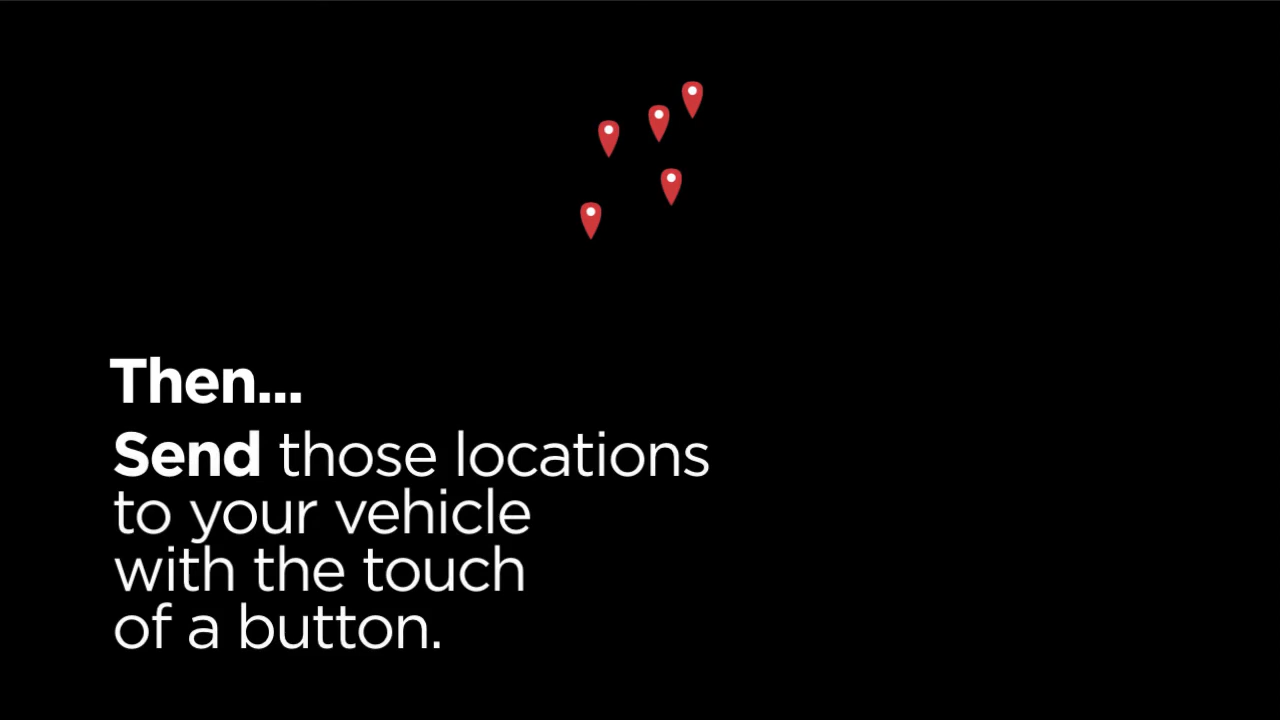 Then...
Send those locations
to your vehicle
with the touch
of a button.